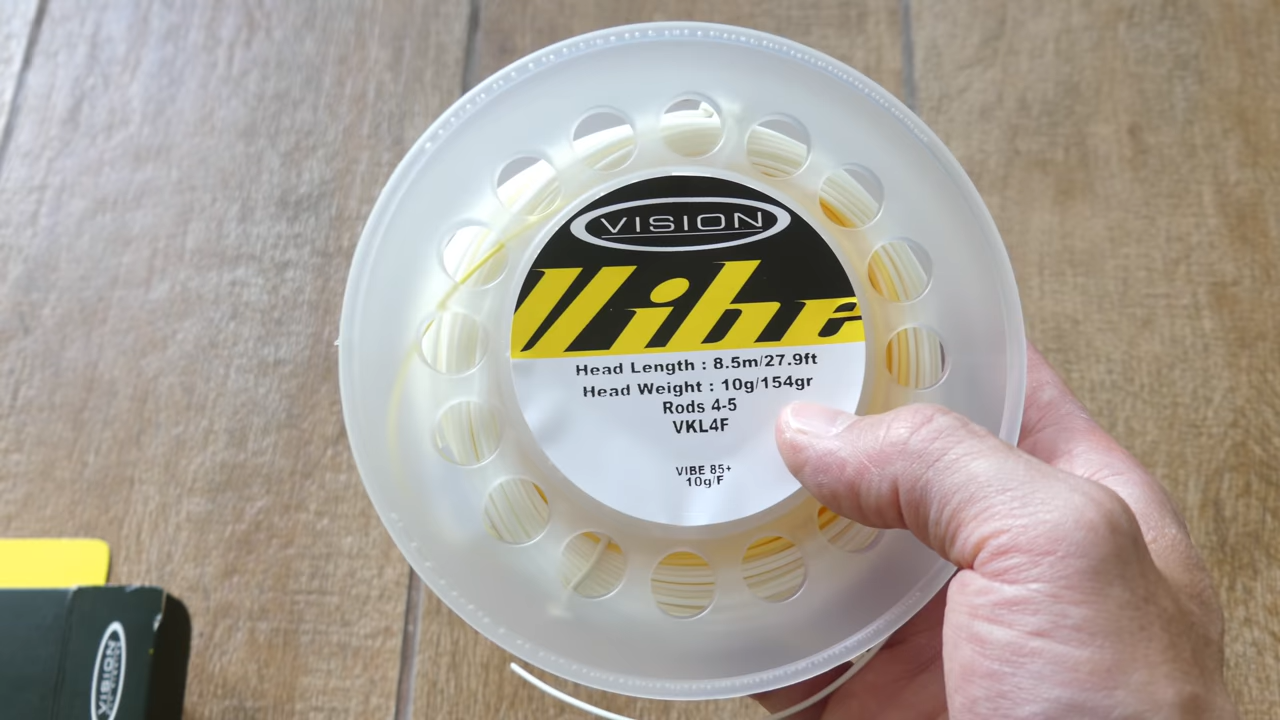 VISION
Vibe
Head Length : 8.5m/27.9ft
Head Weight : 10g/154gr
Rods 4-5
VKL4F
VIBE 85+
10g/F
VISION